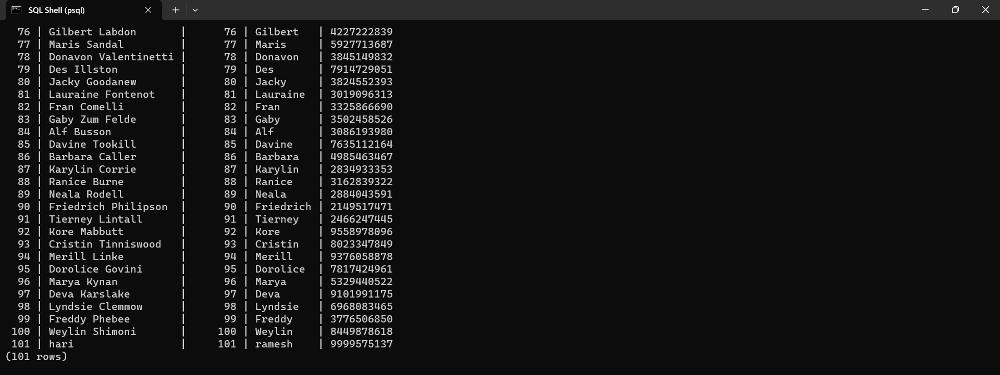 SQL Shell (psql)
76 | Gilbert Labdon | 76 | Gilbert | 4227222839
77 | Maris Sandal | 77 | Maris | 5927713687
78 | Donavon Valentinetti | 78 | Donavon | 3845149832
79 | Des Illston | 79 | Des | 7914729051
80 | Jacky Goodanew | 80 | Jacky | 3824552393
81 | Lauraine Fontenot | 81 | Lauraine | 3019096313
82 | Fran Comelli | 82 | Fran | 3325866690
83 | Gaby Zum Felde | 83 | Gaby | 3502458526
84 | Alf Busson | 84 | Alf | 3086193980
85 | Davine Tookill | 85 | Davine | 7635112164
86 | Barbara Caller | 86 | Barbara | 4985463467
87 | Karylin Corrie | 87 | Karylin | 2834933353
88 | Ranice Burne | 88 | Ranice | 3162839322
89 | Neala Rodell | 89 | Neala | 2884043591
90 | Friedrich Philipson | 90 | Friedrich | 2149517471
91 | Tierney Lintall | 91 | Tierney | 2466247445
92 | Kore Mabbutt | 92 | Kore | 9558978096
93 | Cristin Tinniswood | 93 | Cristin | 8023347849
94 | Merill Linke | 94 | Merill | 9376058878
95 | Dorolice Govini | 95 | Dorolice | 7817424961
96 | Marya Kynan | 96 | Marya | 5329440522
97 | Deva Karslake | 97 | Deva | 9101991175
98 | Lyndsie Clemmow | 98 | Lyndsie | 6968083465
99 | Freddy Phebee | 99 | Freddy | 3776506850
100 | Weylin Shimoni | 100 | Weylin | 8449878618
101 | hari | 101 | ramesh | 9999575137
(101 rows)